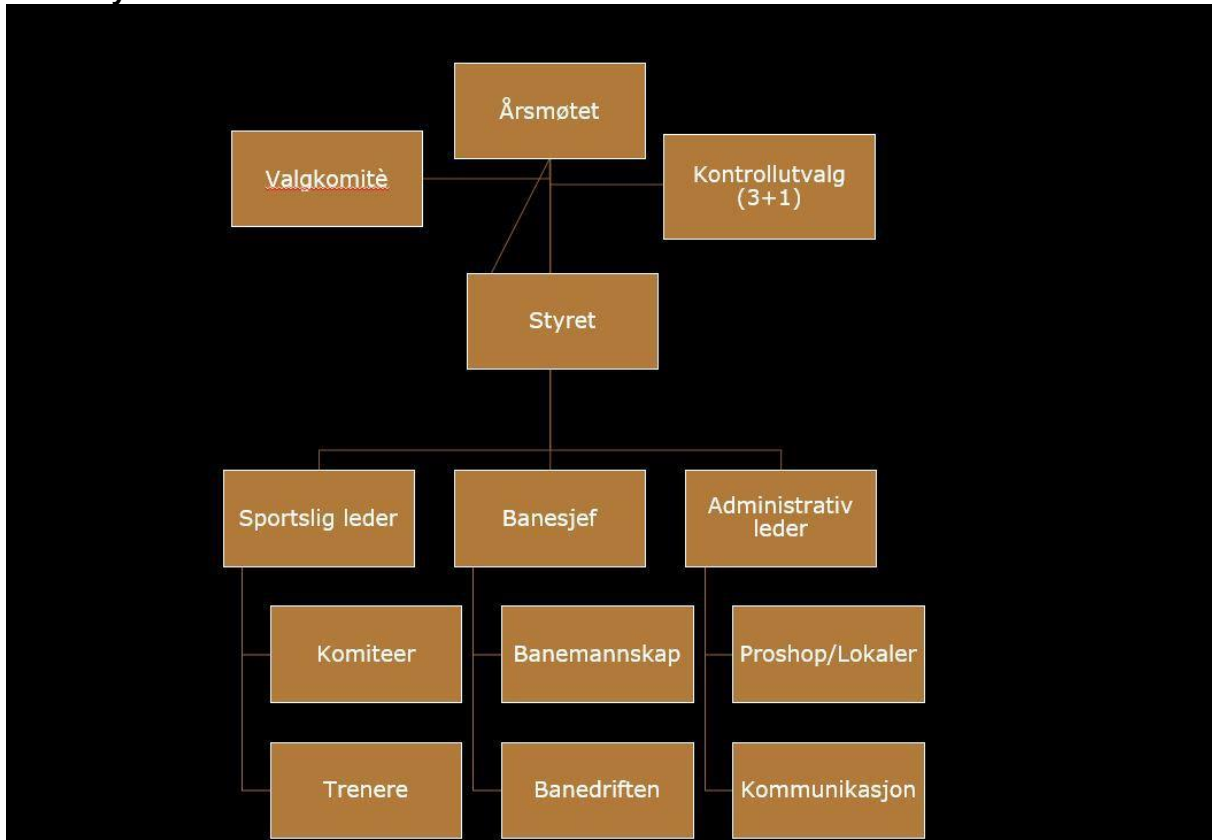 Årsmøtet
Valgkomitè
Kontrollutvalg
(3+1)
Styret
Sportslig leder
Banesjef
Administrativ
leder
Komiteer
Banemannskap
Proshop/Lokaler
Trenere
Banedriften
Kommunikasjon